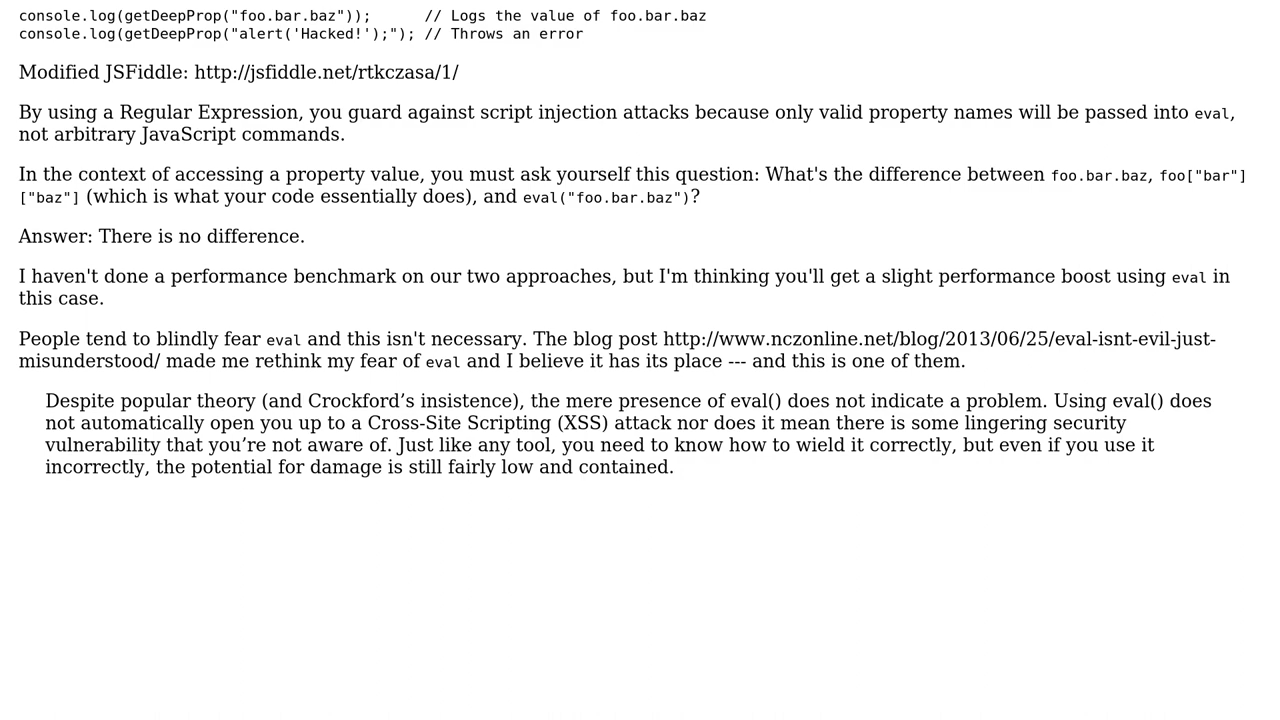 console.log(getDeepProp("foo.bar.baz"));      // Logs the value of foo.bar.baz
console.log(getDeepProp("alert('Hacked!');"); // Throws an error
Modified JSFiddle: http://jsfiddle.net/rtkczasa/1/
By using a Regular Expression, you guard against script injection attacks because only valid property names will be passed into eval,
not arbitrary JavaScript commands.
In the context of accessing a property value, you must ask yourself this question: What's the difference between foo.bar.baz, foo["bar"]
["baz"] (which is what your code essentially does), and eval("foo.bar.baz")?
Answer: There is no difference.
I haven't done a performance benchmark on our two approaches, but I'm thinking you'll get a slight performance boost using eval in
this case.
People tend to blindly fear eval and this isn't necessary. The blog post http://www.nczonline.net/blog/2013/06/25/eval-isnt-evil-just-
misunderstood/ made me rethink my fear of eval and I believe it has its place --- and this is one of them.
Despite popular theory (and Crockford’s insistence), the mere presence of eval() does not indicate a problem. Using eval() does
not automatically open you up to a Cross-Site Scripting (XSS) attack nor does it mean there is some lingering security
vulnerability that you’re not aware of. Just like any tool, you need to know how to wield it correctly, but even if you use it
incorrectly, the potential for damage is still fairly low and contained.